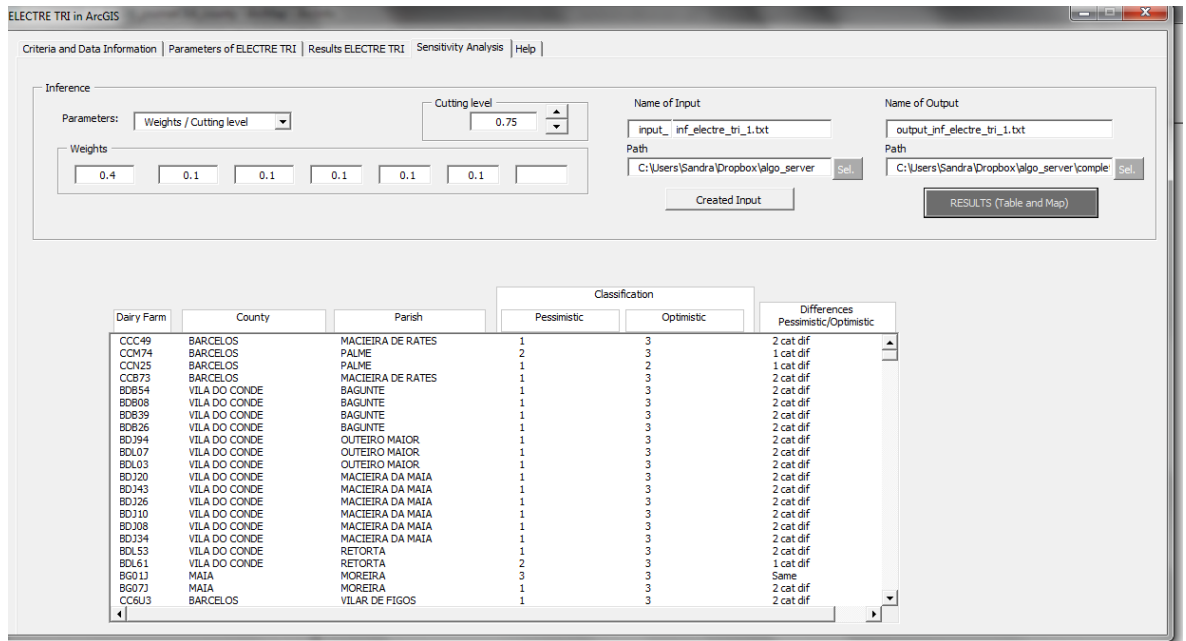 ELECTRE TRI in ArcGIS
Criteria and Data Information Parameters of ELECTRE TRI Results ELECTRE TRI Sensitivity Analysis Help
Inference
Parameters: Weights / Cutting level
Cutting level
0.75
Weights
0.4 0.1 0.1 0.1 0.1 0.1
Name of Input
input_ inf_electre_tri_1.txt
Path
C:\Users\Sandra\Dropbox\algo_server Sel.
Created Input
Name of Output
output_inf_electre_tri_1.txt
Path
C:\Users\Sandra\Dropbox\algo_server\comple Sel.
RESULTS (Table and Map)
Classification
Dairy Farm County Parish Pessimistic Optimistic Differences
Pessimistic/Optimistic
CCC49 BARCELOS MACIEIRA DE RATES 1 3 2 cat dif
CCM74 BARCELOS PALME 2 3 1 cat dif
CCN25 BARCELOS PALME 1 2 1 cat dif
CCB73 BARCELOS MACIEIRA DE RATES 1 3 2 cat dif
BDB54 VILA DO CONDE BAGUNTE 1 3 2 cat dif
BDB08 VILA DO CONDE BAGUNTE 1 3 2 cat dif
BDB39 VILA DO CONDE BAGUNTE 1 3 2 cat dif
BDB26 VILA DO CONDE BAGUNTE 1 3 2 cat dif
BDJ94 VILA DO CONDE OUTEIRO MAIOR 1 3 2 cat dif
BDL07 VILA DO CONDE OUTEIRO MAIOR 1 3 2 cat dif
BDL03 VILA DO CONDE OUTEIRO MAIOR 1 3 2 cat dif
BDJ20 VILA DO CONDE MACIEIRA DA MAIA 1 3 2 cat dif
BDJ43 VILA DO CONDE MACIEIRA DA MAIA 1 3 2 cat dif
BDJ26 VILA DO CONDE MACIEIRA DA MAIA 1 3 2 cat dif
BDJ10 VILA DO CONDE MACIEIRA DA MAIA 1 3 2 cat dif
BDJ08 VILA DO CONDE MACIEIRA DA MAIA 1 3 2 cat dif
BDJ34 VILA DO CONDE MACIEIRA DA MAIA 1 3 2 cat dif
BDL53 VILA DO CONDE RETORTA 1 3 2 cat dif
BDL61 VILA DO CONDE RETORTA 2 3 1 cat dif
BG01J MAIA MOREIRA 3 3 Same
BG07J MAIA MOREIRA 1 3 2 cat dif
CC6U3 BARCELOS VILAR DE FIGOS 1 3 2 cat dif